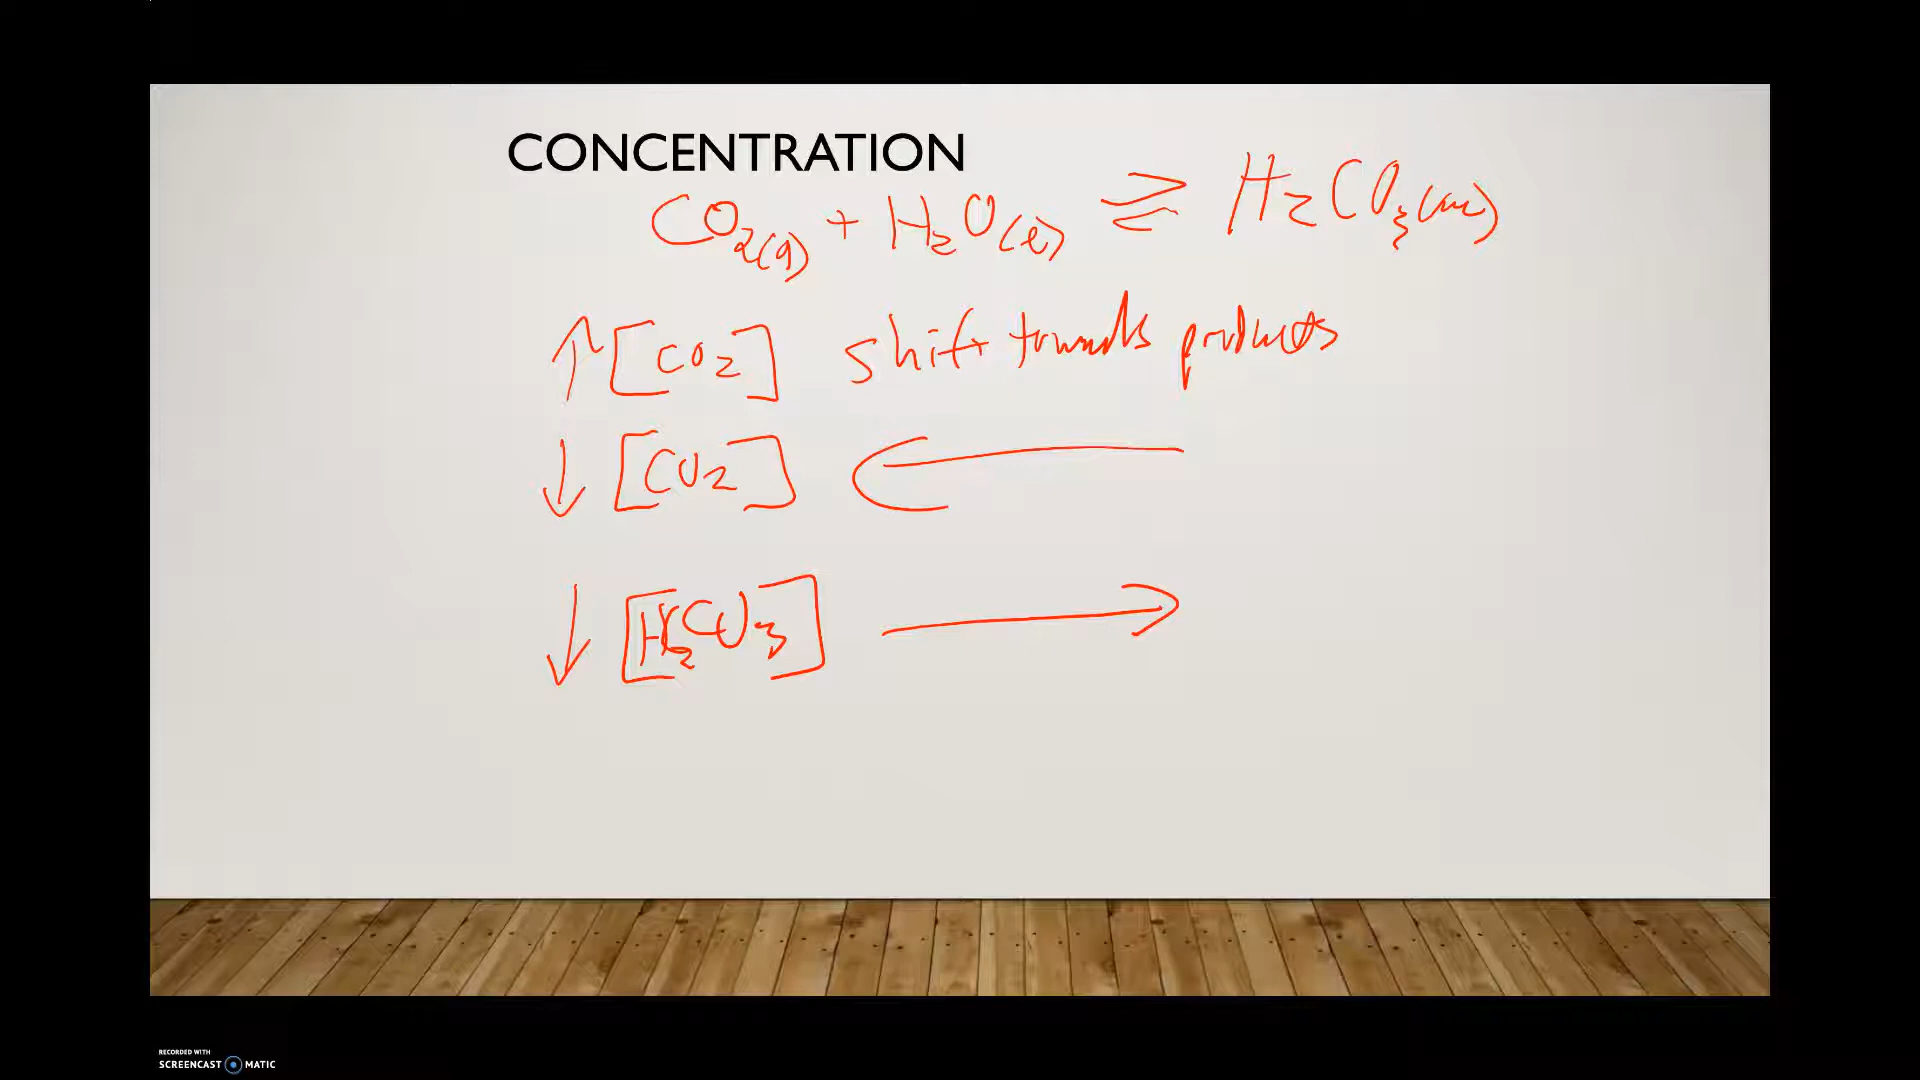 CONCENTRATION
CO₂(g) + H₂O(l) ⇌ H₂CO₃(aq)
↑ [CO₂] shift towards products
↓ [CO₂] ←
↓ [H₂CO₃] →
RECORDED WITH
SCREENCAST MATIC